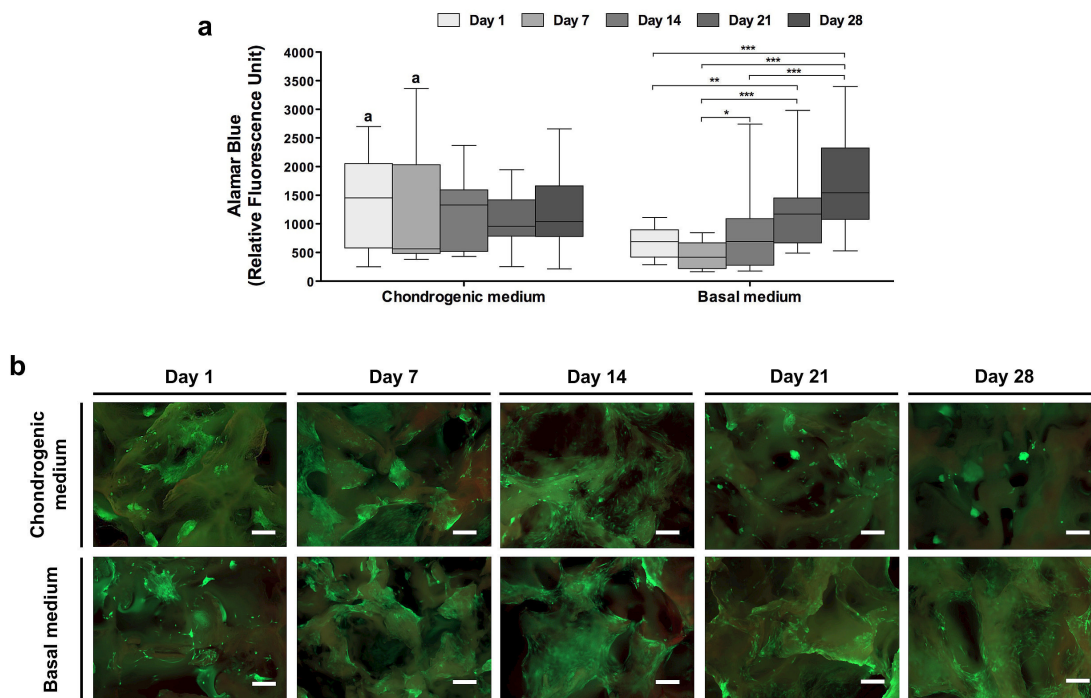 Day 1 Day 7 Day 14 Day 21 Day 28
a
Alamar Blue
(Relative Fluorescence Unit)
4000
3500
3000
2500
2000
1500
1000
500
0
a
a
***
***
***
**
***
*
Chondrogenic medium Basal medium
b
Day 1 Day 7 Day 14 Day 21 Day 28
Chondrogenic
medium
Basal medium